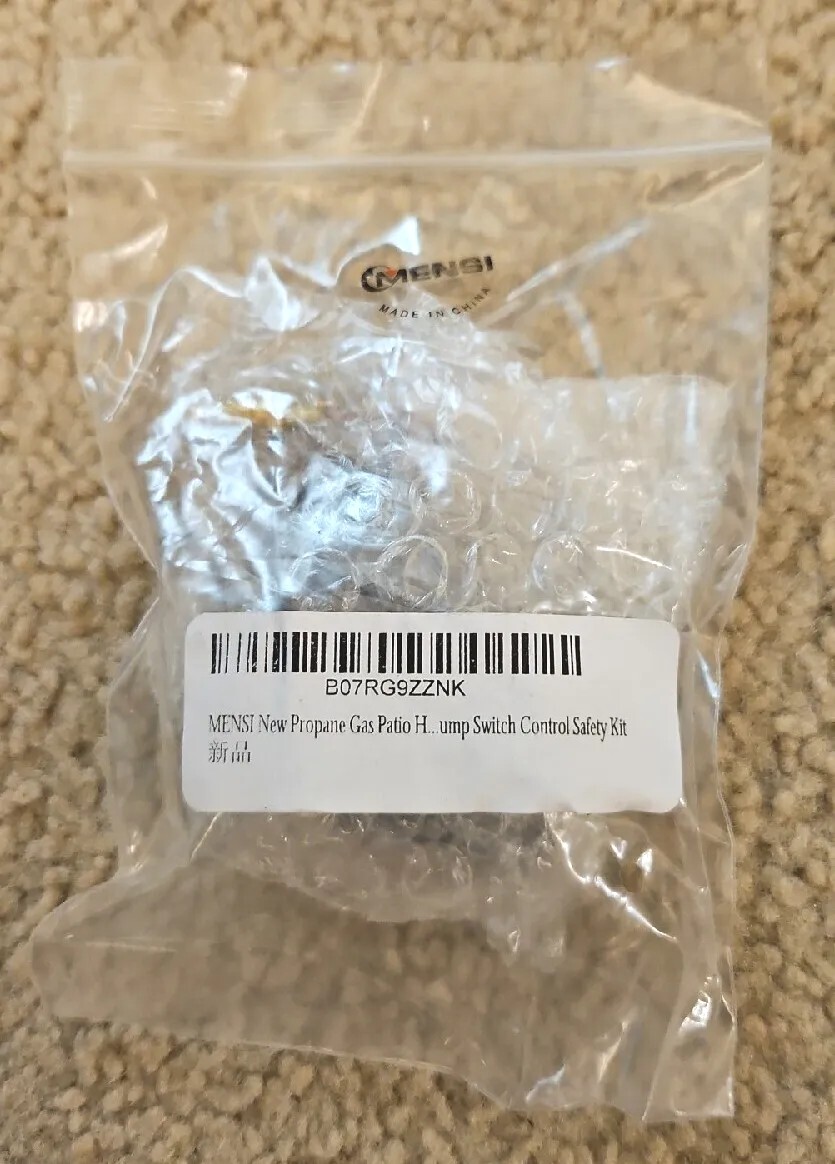 MENSI
MADE IN CHINA
B07RG9ZZNK
MENSI New Propane Gas Patio H...ump Switch Control Safety Kit
新品